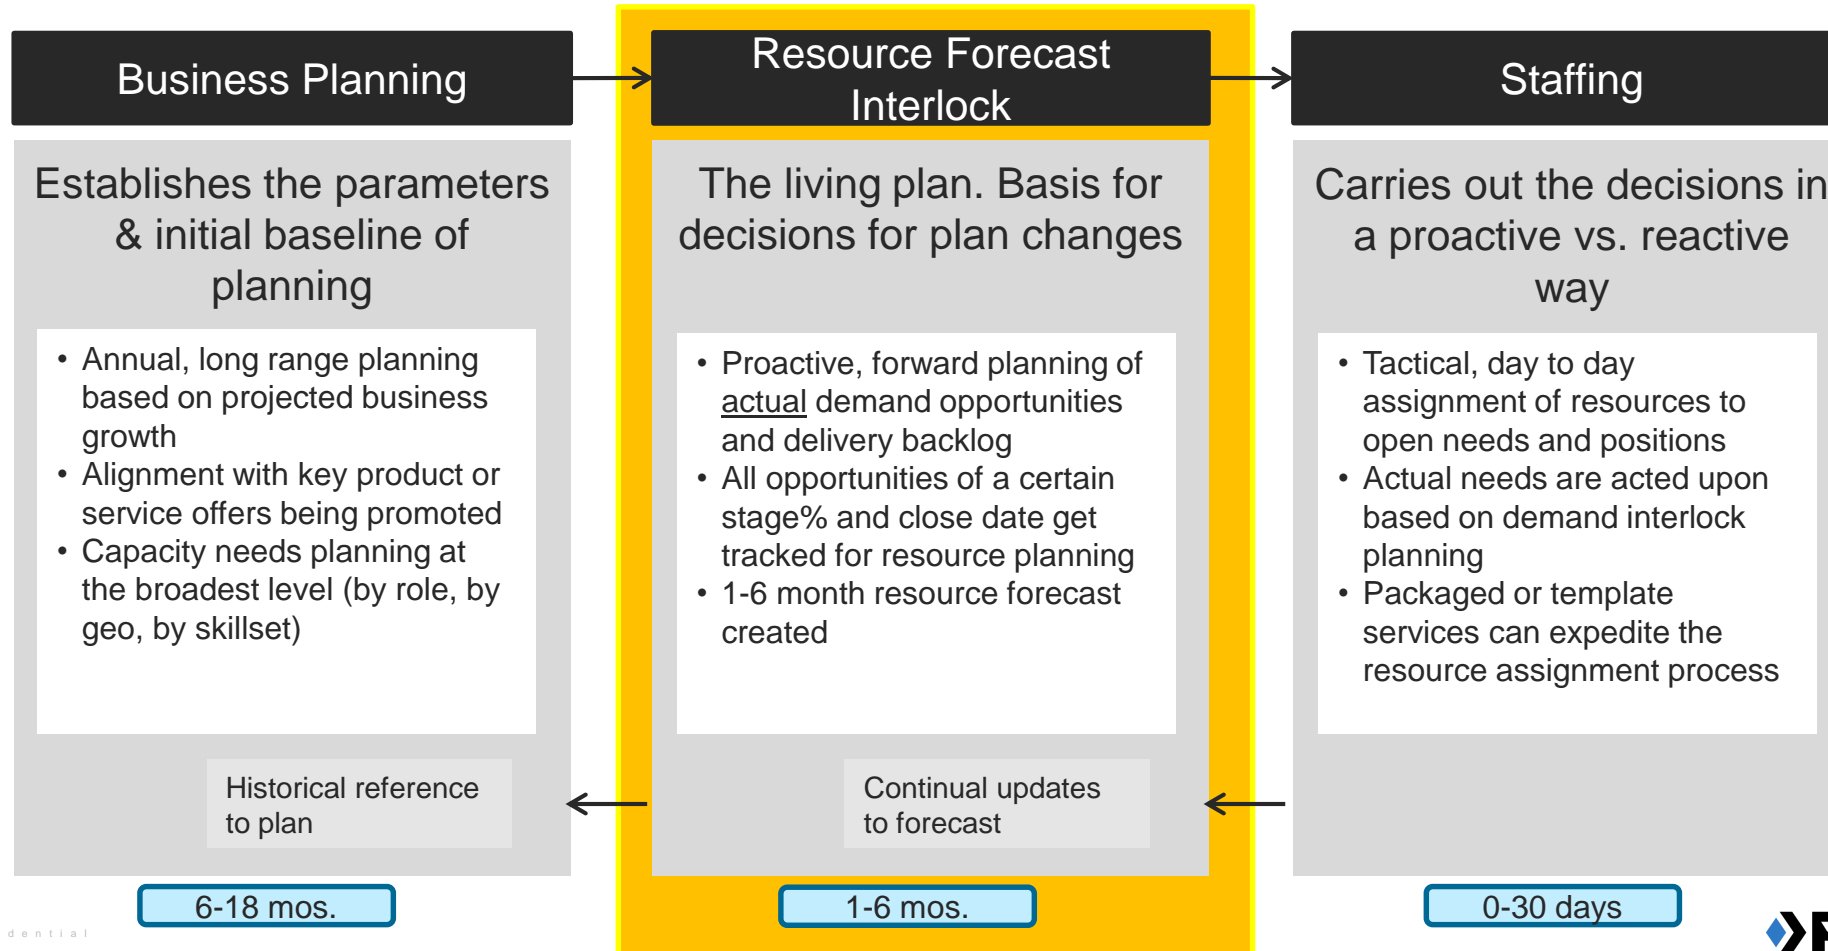 Business Planning
Establishes the parameters
& initial baseline of
planning
• Annual, long range planning
based on projected business
growth
• Alignment with key product or
service offers being promoted
• Capacity needs planning at
the broadest level (by role, by
geo, by skillset)
Historical reference
to plan
6-18 mos.
Resource Forecast
Interlock
The living plan. Basis for
decisions for plan changes
• Proactive, forward planning of
actual demand opportunities
and delivery backlog
• All opportunities of a certain
stage% and close date get
tracked for resource planning
• 1-6 month resource forecast
created
Continual updates
to forecast
1-6 mos.
Staffing
Carries out the decisions in
a proactive vs. reactive
way
• Tactical, day to day
assignment of resources to
open needs and positions
• Actual needs are acted upon
based on demand interlock
planning
• Packaged or template
services can expedite the
resource assignment process
0-30 days
dential